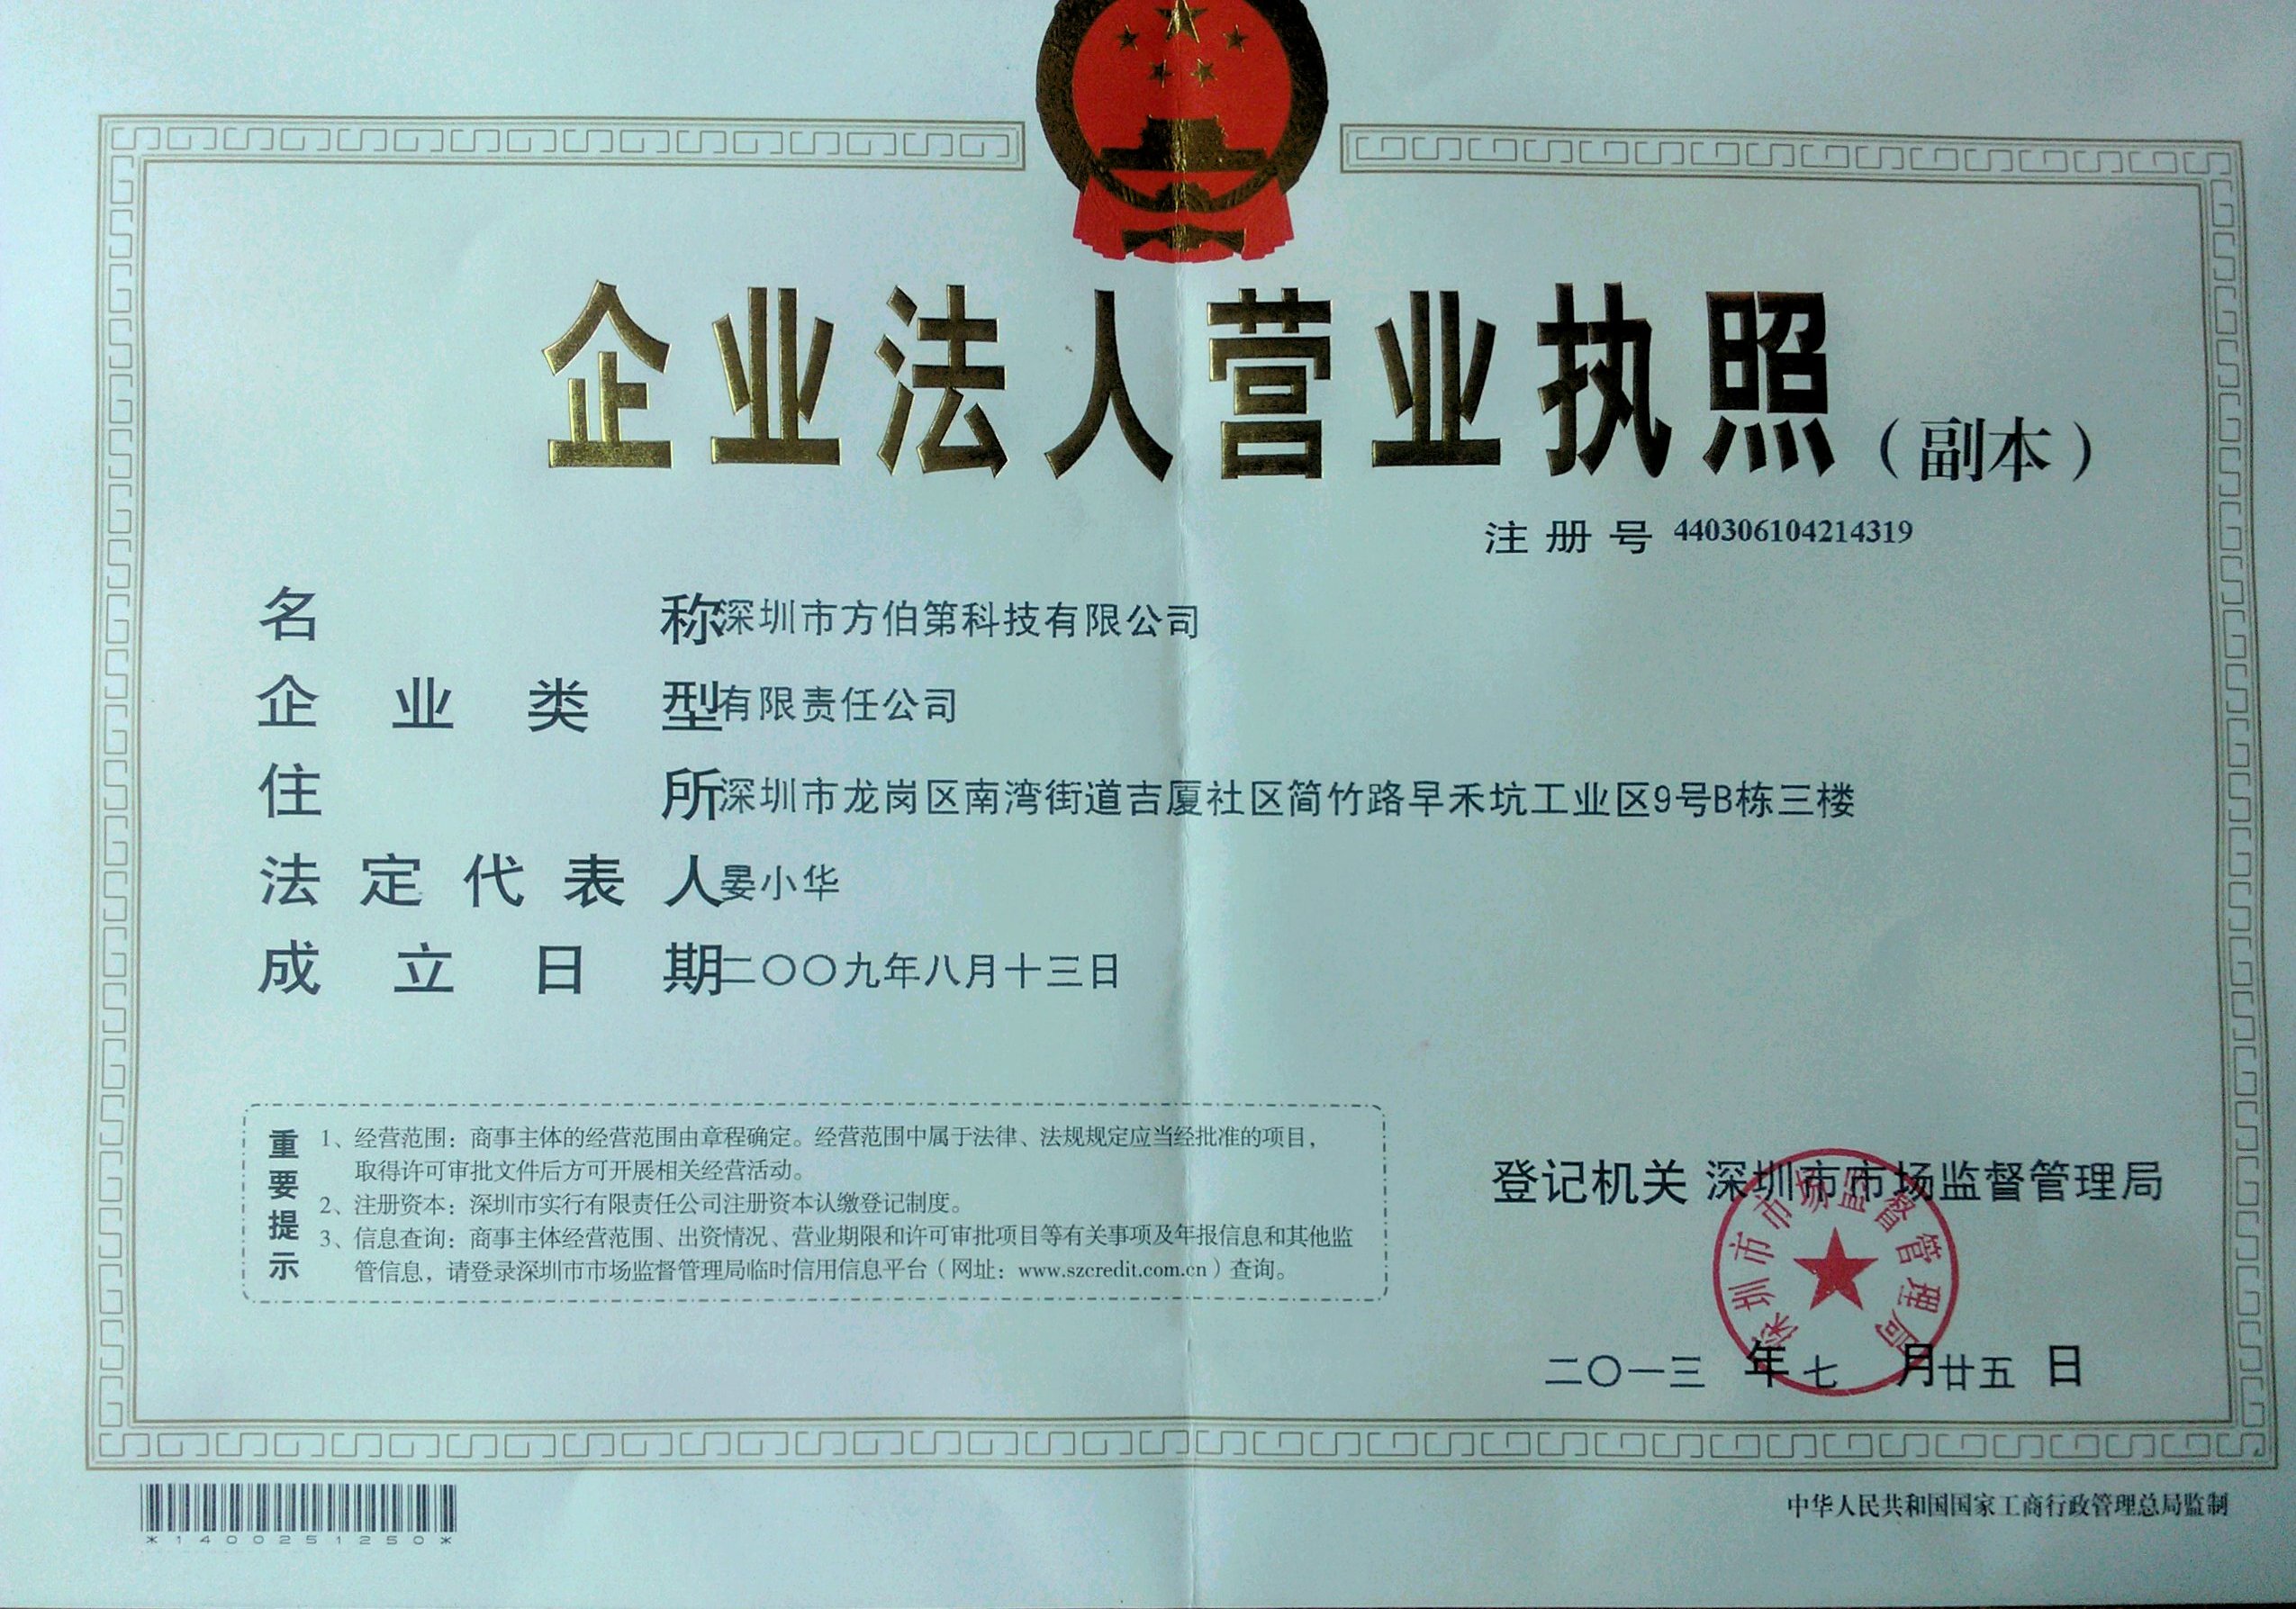 企业法人营业执照（副本）
注册号 440306104214319
名称 深圳市方伯第科技有限公司
企业类型 有限责任公司
住所 深圳市龙岗区南湾街道吉厦社区简竹路早禾坑工业区9号B栋三楼
法定代表人 晏小华
成立日期 二〇〇九年八月十三日
重要提示
1、经营范围：商事主体的经营范围由章程确定。经营范围中属于法律、法规规定应当经批准的项目，
取得许可审批文件后方可开展相关经营活动。
2、注册资本：深圳市实行有限责任公司注册资本认缴登记制度。
3、信息查询：商事主体经营范围、出资情况、营业期限和许可审批项目等有关事项及年报信息和其他监
管信息，请登录深圳市市场监督管理局临时信用信息平台（网址：www.szcredit.com.cn）查询。
登记机关 深圳市市场监督管理局
深圳市市场监督管理局
二〇一三年七月廿五日
*1400251250*
中华人民共和国国家工商行政管理总局监制